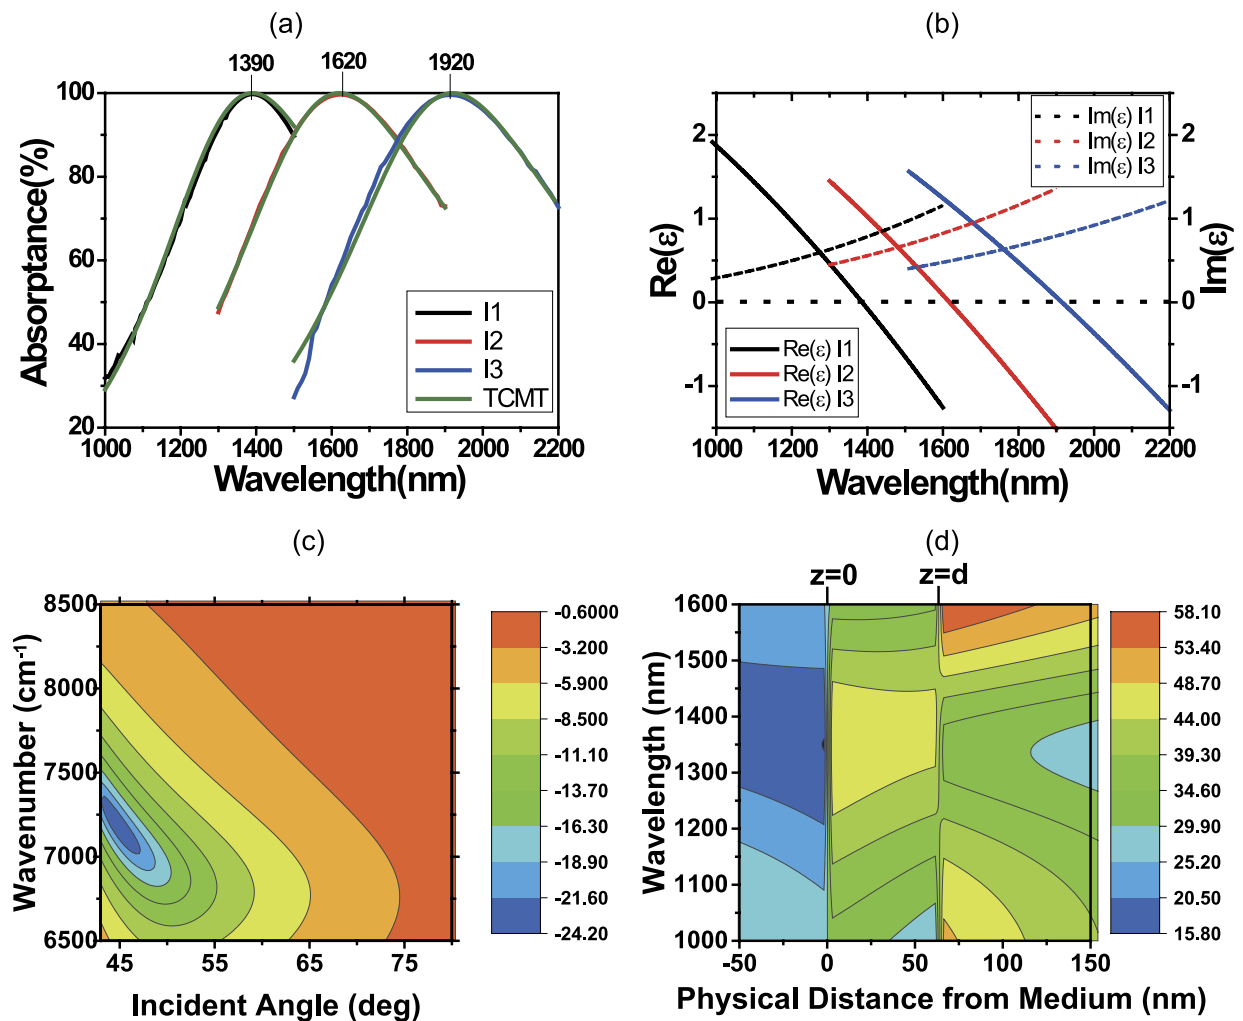 (a)
1390 1620 1920
100
80
60
40
20
Absorptance(%)
I1
I2
I3
TCMT
1000 1200 1400 1600 1800 2000 2200
Wavelength(nm)
(b)
2
1
0
-1
Re(ε)
Im(ε) I1
Im(ε) I2
Im(ε) I3
2
1
0
-1
Im(ε)
Re(ε) I1
Re(ε) I2
Re(ε) I3
1000 1200 1400 1600 1800 2000 2200
Wavelength(nm)
(c)
8500
8000
7500
7000
6500
Wavenumber (cm⁻¹)
45 55 65 75
Incident Angle (deg)
-0.6000
-3.200
-5.900
-8.500
-11.10
-13.70
-16.30
-18.90
-21.60
-24.20
(d)
z=0 z=d
1600
1500
1400
1300
1200
1100
1000
Wavelength (nm)
-50 0 50 100 150
Physical Distance from Medium (nm)
58.10
53.40
48.70
44.00
39.30
34.60
29.90
25.20
20.50
15.80